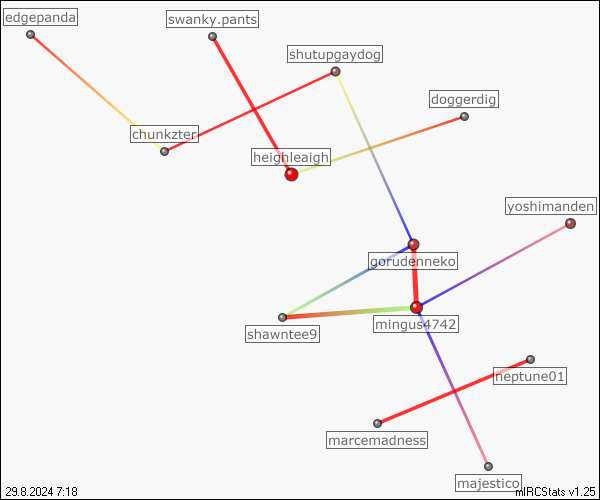 edgepanda
swanky.pants
shutupgaydog
doggerdig
chunkzter
heighleaigh
yoshimanden
gorudenneko
mingus4742
shawntee9
neptune01
marcemadness
majestico
29.8.2024 7:18
mIRCStats v1.25